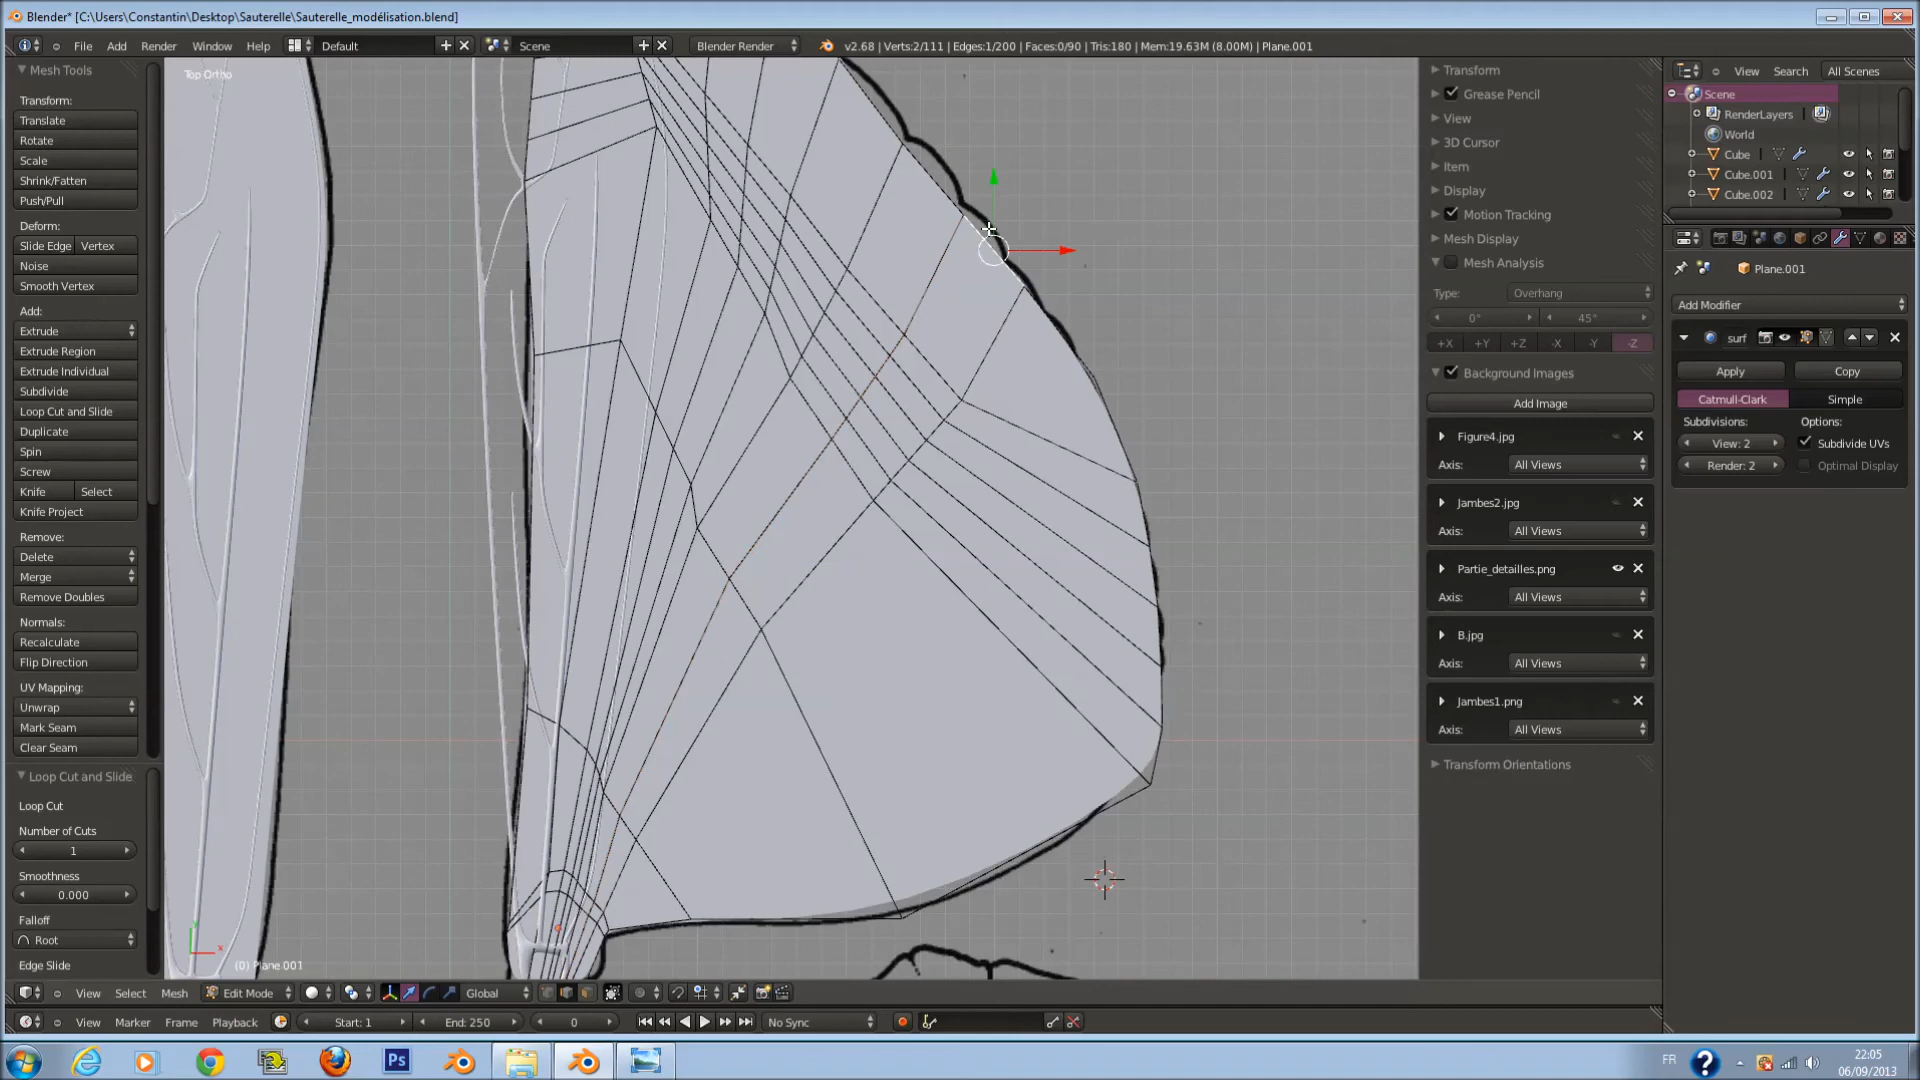 Blender* [C:\Users\Constantin\Desktop\Sauterelle\Sauterelle_modélisation.blend]
File Add Render Window Help Default Scene Blender Render v2.68 | Verts:2/111 | Edges:1/200 | Faces:0/90 | Tris:180 | Mem:19.63M (8.00M) | Plane.001
Mesh Tools
Transform:
Translate
Rotate
Scale
Shrink/Fatten
Push/Pull
Deform:
Slide Edge Vertex
Noise
Smooth Vertex
Add:
Extrude
Extrude Region
Extrude Individual
Subdivide
Loop Cut and Slide
Duplicate
Spin
Screw
Knife Select
Knife Project
Remove:
Delete
Merge
Remove Doubles
Normals:
Recalculate
Flip Direction
UV Mapping:
Unwrap
Mark Seam
Clear Seam
Loop Cut and Slide
Loop Cut
Number of Cuts
1
Smoothness
0.000
Falloff
Root
Edge Slide
Top Ortho
y
x
(0) Plane 001
Transform
Grease Pencil
View
3D Cursor
Item
Display
Motion Tracking
Mesh Display
Mesh Analysis
Type: Overhang
0° 45°
+X +Y +Z -X -Y -Z
Background Images
Add Image
Figure4.jpg
Axis: All Views
Jambes2.jpg
Axis: All Views
Partie_detailles.png
Axis: All Views
B.jpg
Axis: All Views
Jambes1.png
Axis: All Views
Transform Orientations
View Search All Scenes
Scene
RenderLayers
World
Cube
Cube.001
Cube.002
Plane.001
Add Modifier
surf
Apply Copy
Catmull-Clark Simple
Subdivisions: Options:
View: 2 Subdivide UVs
Render: 2 Optimal Display
View Select Mesh Edit Mode Global
View Marker Frame Playback Start: 1 End: 250 0 No Sync
Ps
FR
22:05
06/09/2013